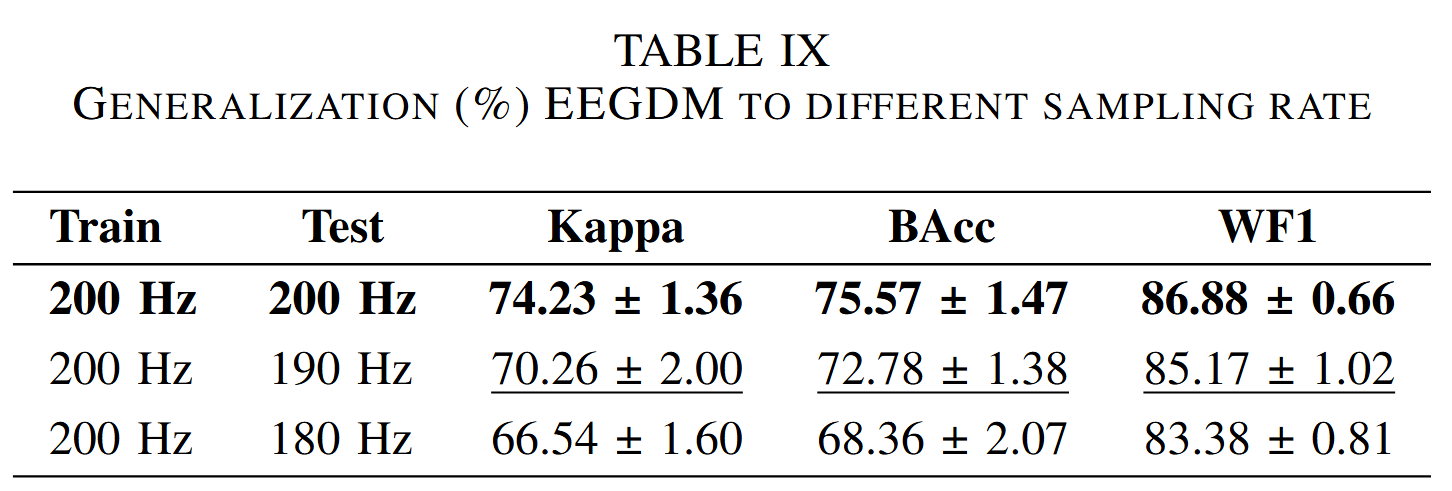 TABLE IX
GENERALIZATION (%) EEGDM TO DIFFERENT SAMPLING RATE
Train Test Kappa BAcc WF1
200 Hz 200 Hz 74.23 ± 1.36 75.57 ± 1.47 86.88 ± 0.66
200 Hz 190 Hz 70.26 ± 2.00 72.78 ± 1.38 85.17 ± 1.02
200 Hz 180 Hz 66.54 ± 1.60 68.36 ± 2.07 83.38 ± 0.81